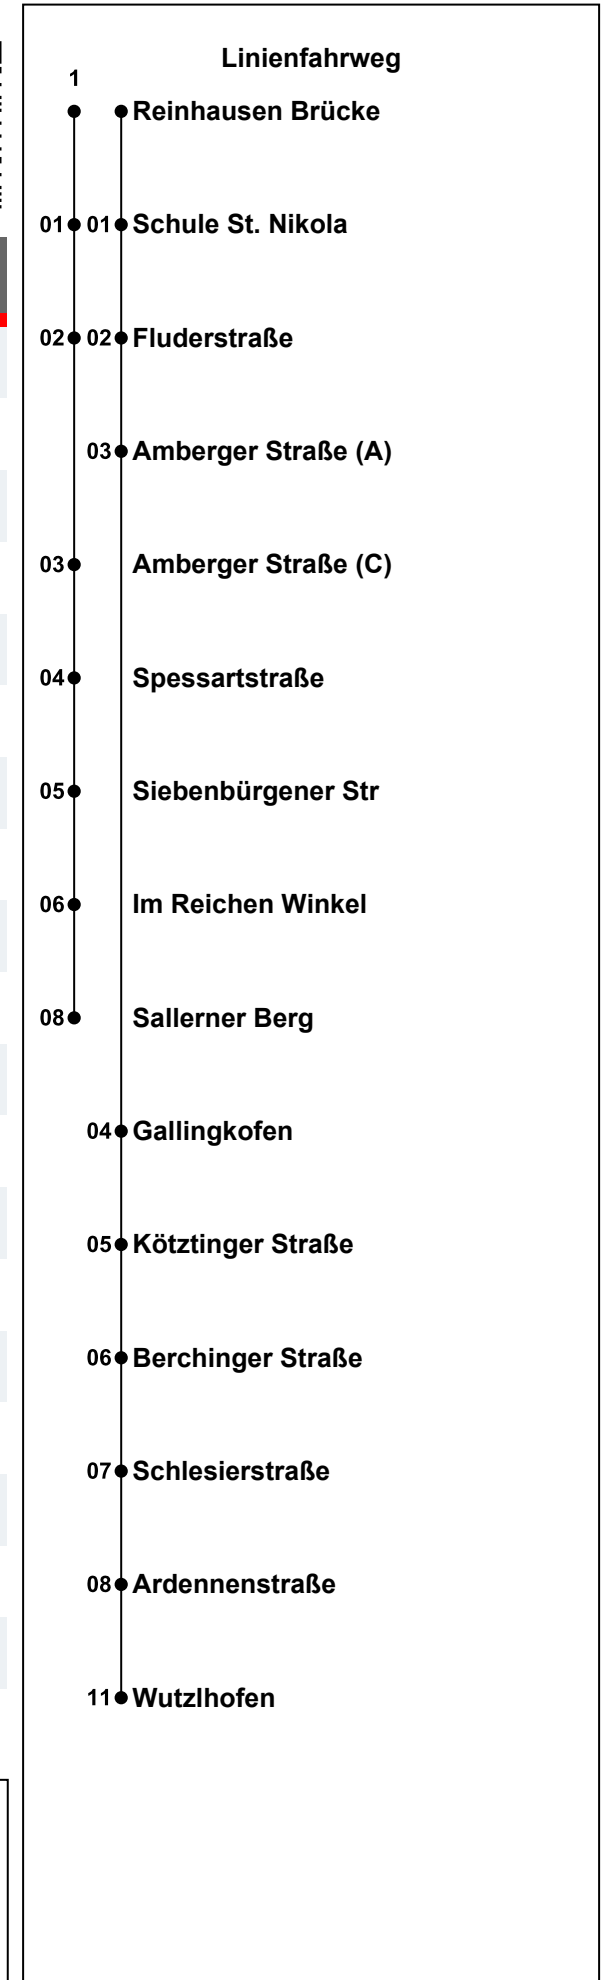 Linienfahrweg
1
Reinhausen Brücke
01 01 Schule St. Nikola
02 02 Fluderstraße
03 Amberger Straße (A)
03 Amberger Straße (C)
04 Spessartstraße
05 Siebenbürgener Str
06 Im Reichen Winkel
08 Sallerner Berg
04 Gallingkofen
05 Kötztinger Straße
06 Berchinger Straße
07 Schlesierstraße
08 Ardennenstraße
11 Wutzlhofen